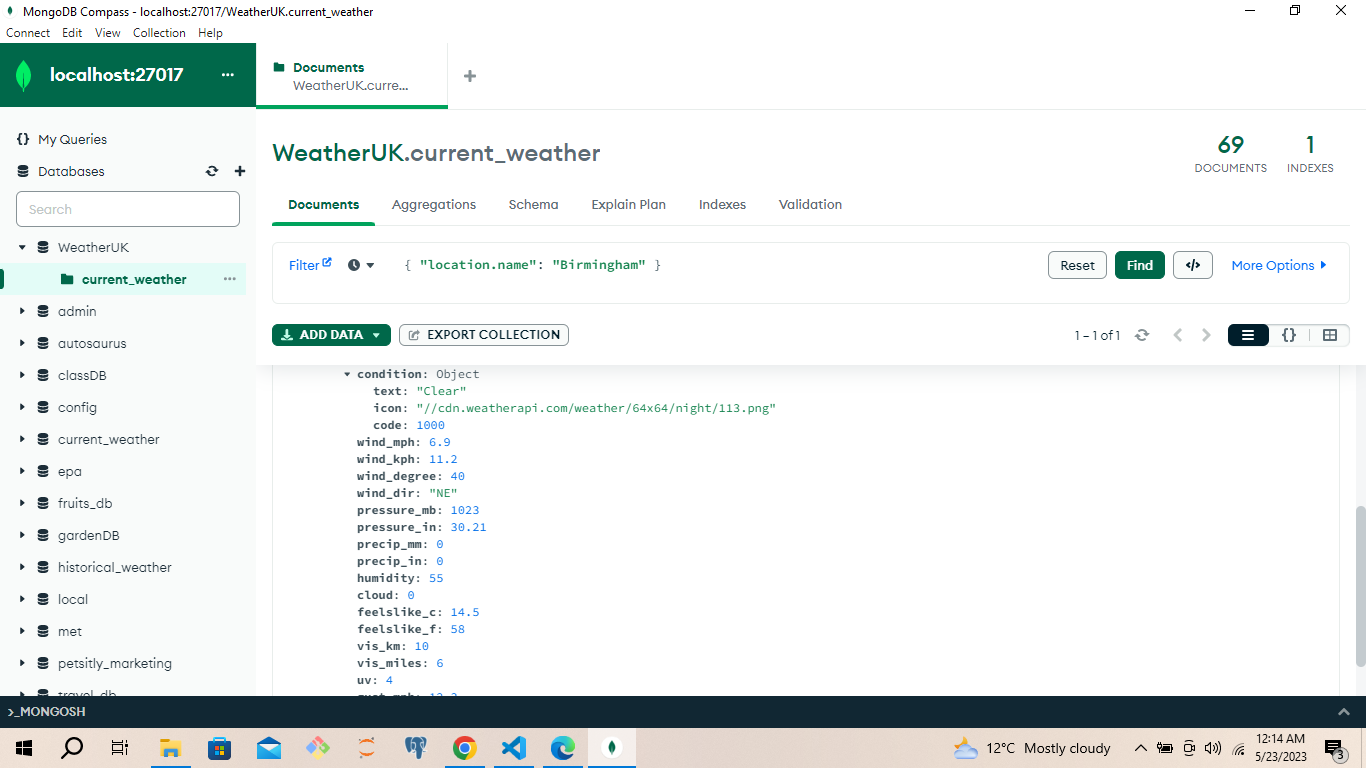 MongoDB Compass - localhost:27017/WeatherUK.current_weather
Connect Edit View Collection Help
localhost:27017 ...
Documents
WeatherUK.curre...
My Queries
Databases
Search
WeatherUK
current_weather ...
admin
autosaurus
classDB
config
current_weather
epa
fruits_db
gardenDB
historical_weather
local
met
petsitly_marketing
travel_db
WeatherUK.current_weather
69
DOCUMENTS
1
INDEXES
Documents Aggregations Schema Explain Plan Indexes Validation
Filter { "location.name": "Birmingham" } Reset Find </> More Options
ADD DATA EXPORT COLLECTION 1 – 1 of 1 {}
condition: Object
text: "Clear"
icon: "//cdn.weatherapi.com/weather/64x64/night/113.png"
code: 1000
wind_mph: 6.9
wind_kph: 11.2
wind_degree: 40
wind_dir: "NE"
pressure_mb: 1023
pressure_in: 30.21
precip_mm: 0
precip_in: 0
humidity: 55
cloud: 0
feelslike_c: 14.5
feelslike_f: 58
vis_km: 10
vis_miles: 6
uv: 4
>_MONGOSH
12°C Mostly cloudy
12:14 AM
5/23/2023
3